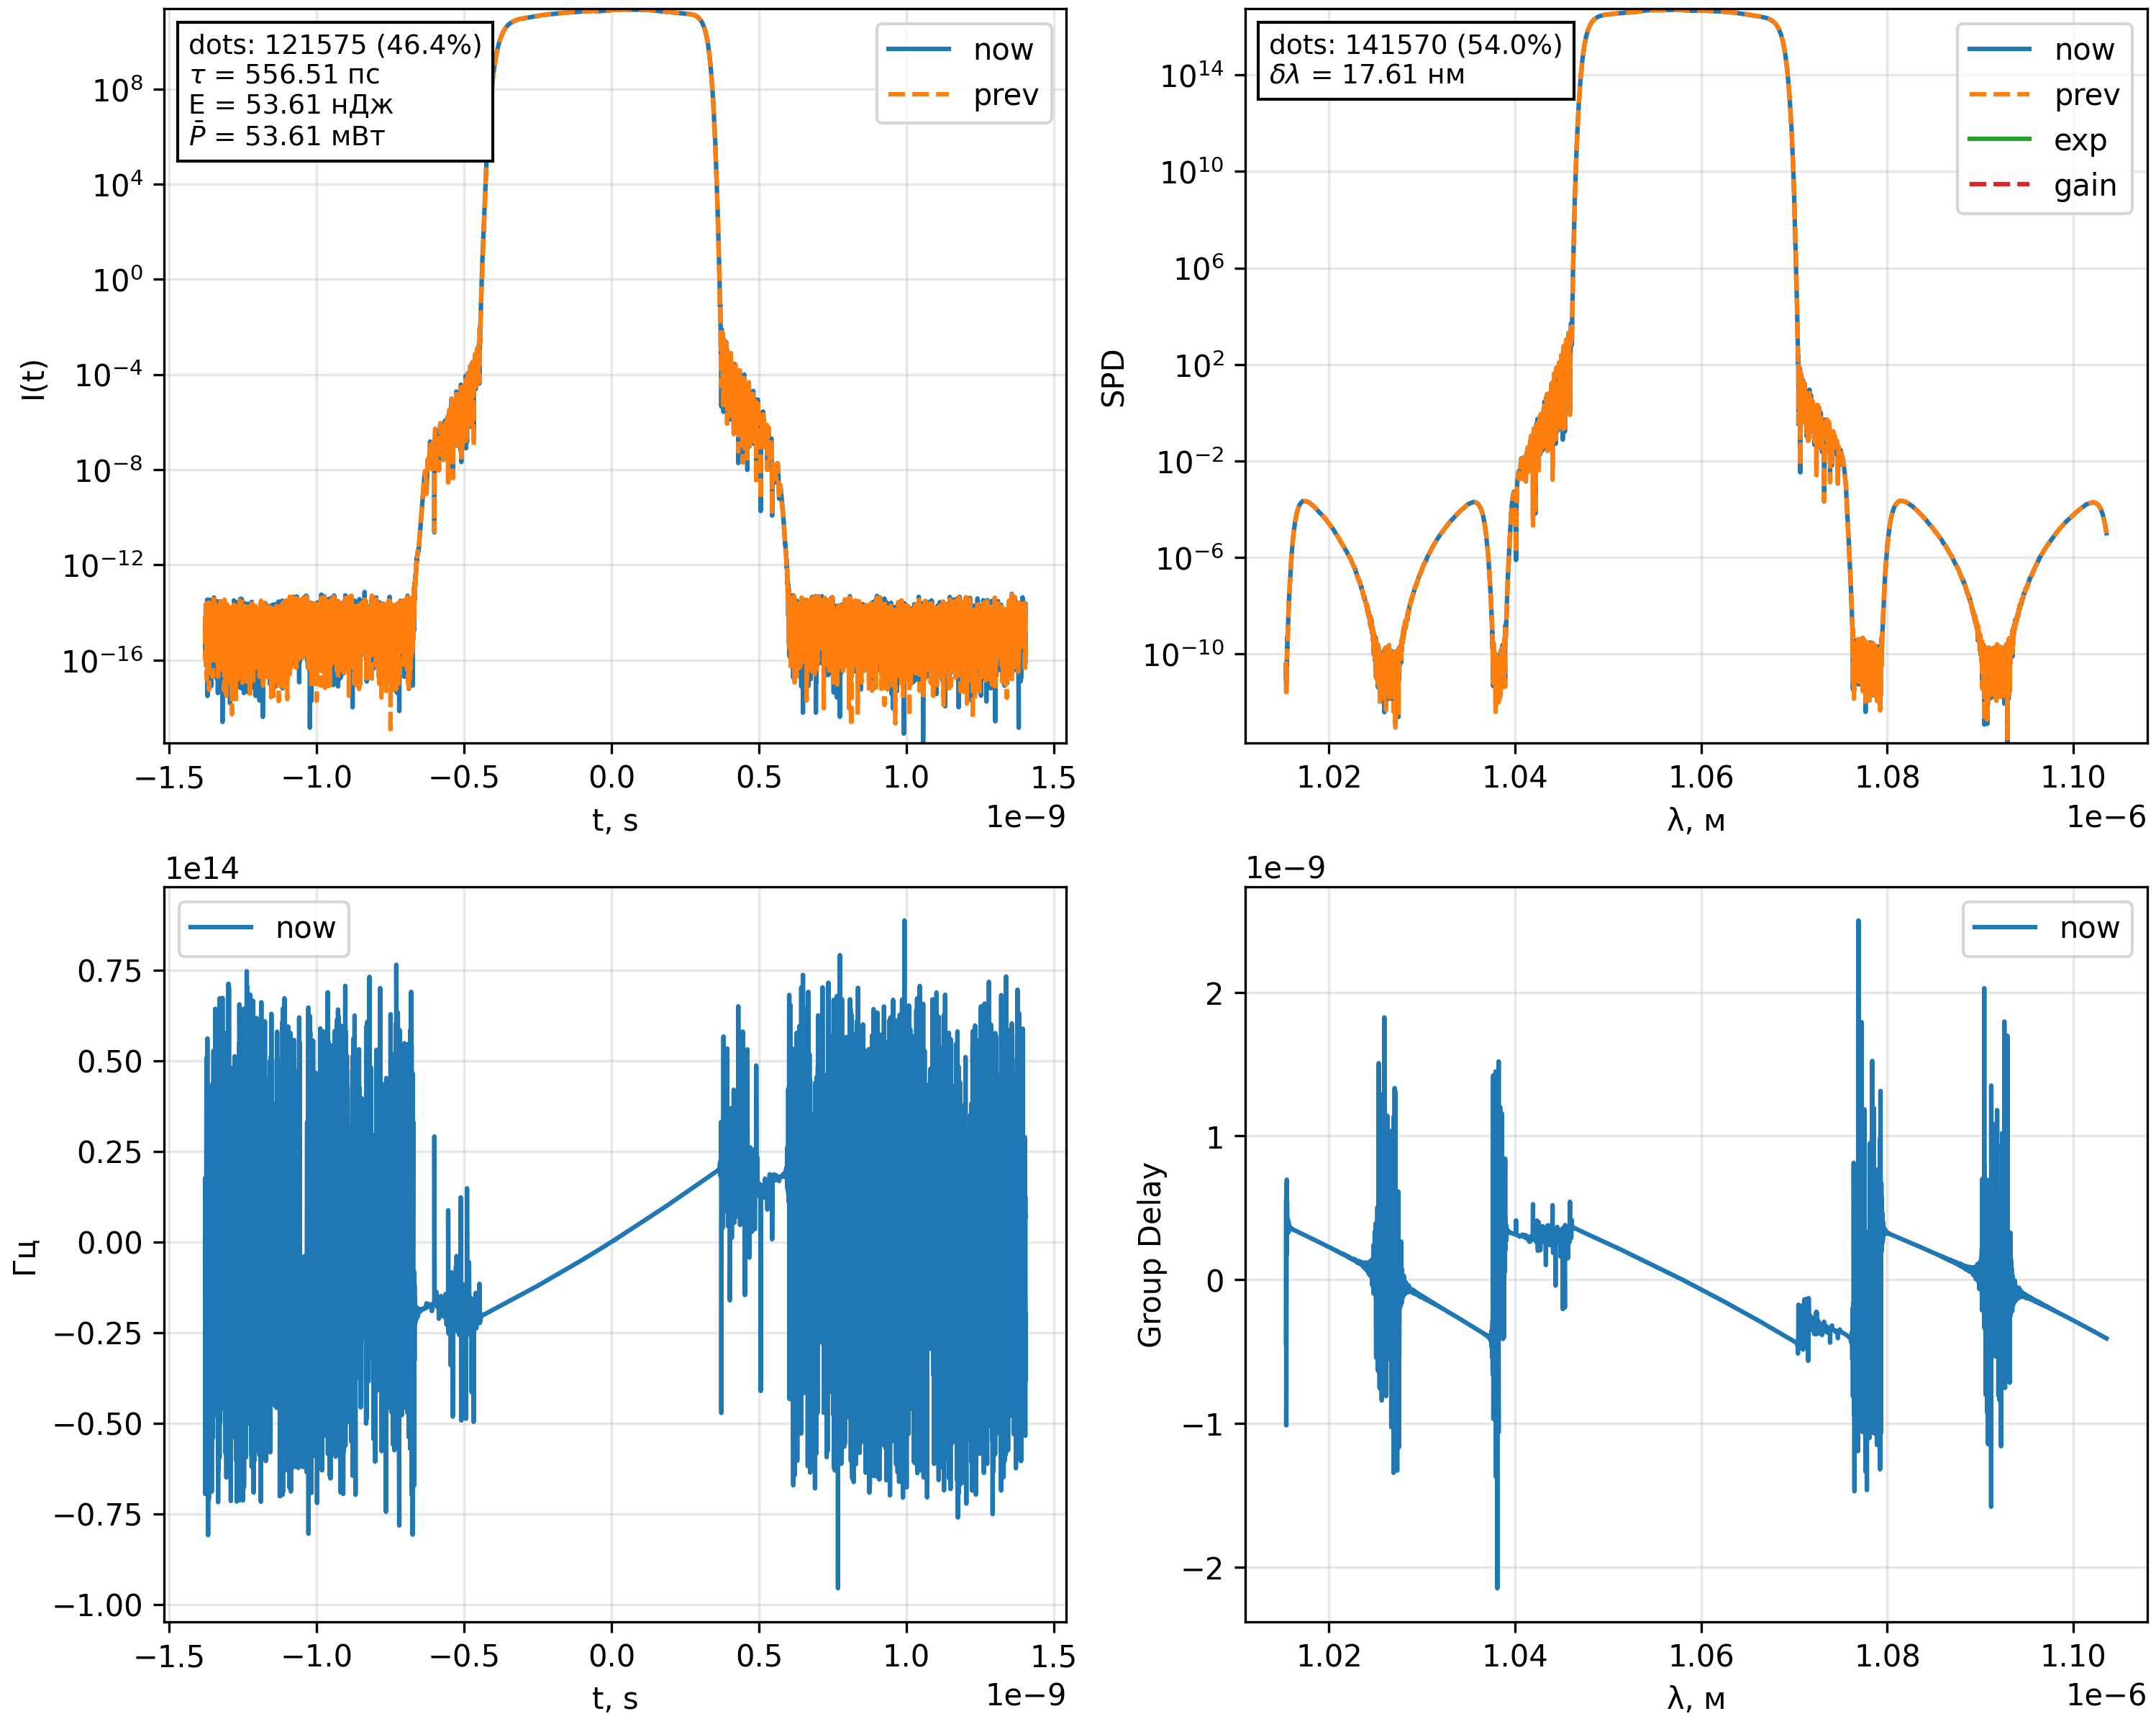 dots: 121575 (46.4%)
τ = 556.51 пс
E = 53.61 нДж
P̄ = 53.61 мВт
now
prev
I(t)
10⁸
10⁴
10⁰
10⁻⁴
10⁻⁸
10⁻¹²
10⁻¹⁶
−1.5 −1.0 −0.5 0.0 0.5 1.0 1.5
t, s
1e−9
dots: 141570 (54.0%)
δλ = 17.61 нм
now
prev
exp
gain
SPD
10¹⁴
10¹⁰
10⁶
10²
10⁻²
10⁻⁶
10⁻¹⁰
1.02 1.04 1.06 1.08 1.10
λ, м
1e−6
1e14
now
Гц
0.75
0.50
0.25
0.00
−0.25
−0.50
−0.75
−1.00
−1.5 −1.0 −0.5 0.0 0.5 1.0 1.5
t, s
1e−9
1e−9
now
Group Delay
2
1
0
−1
−2
1.02 1.04 1.06 1.08 1.10
λ, м
1e−6